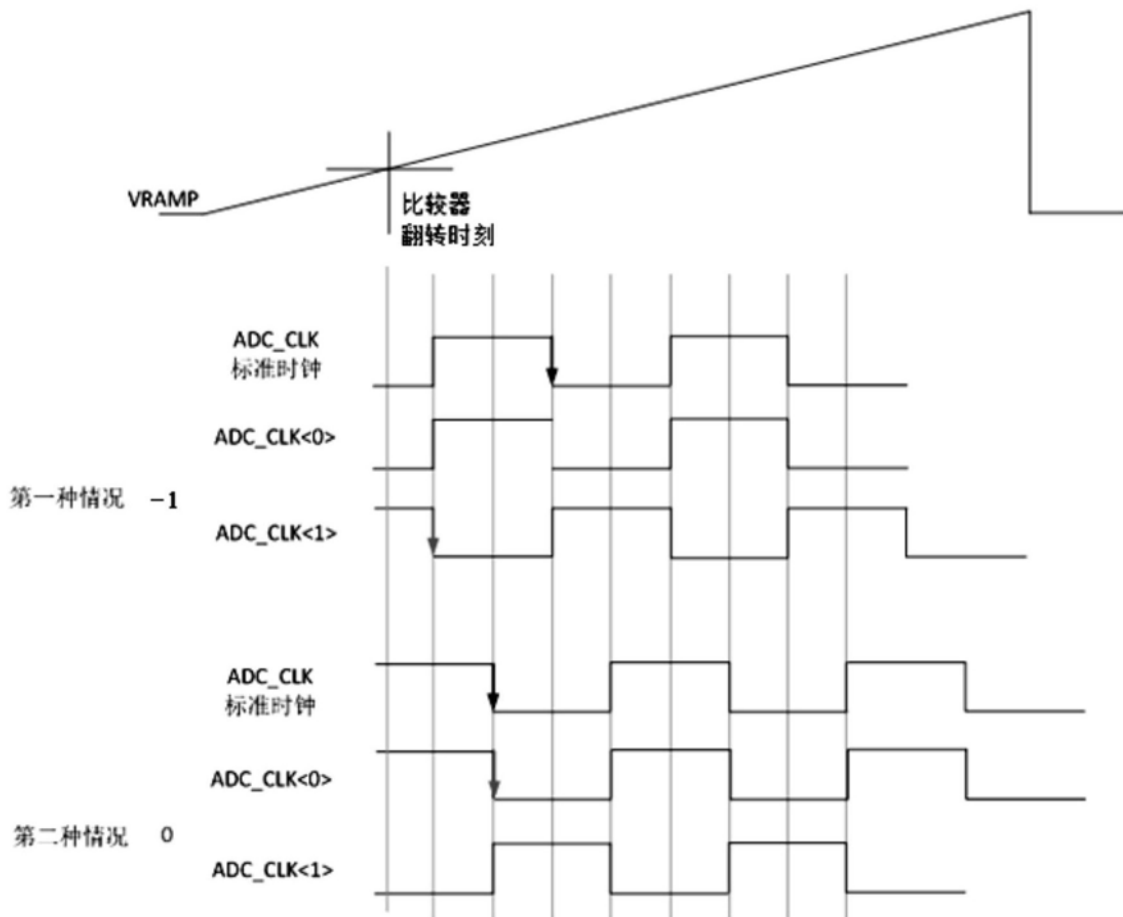 VRAMP
比较器
翻转时刻
ADC_CLK
标准时钟
ADC_CLK<0>
第一种情况 -1
ADC_CLK<1>
ADC_CLK
标准时钟
ADC_CLK<0>
第二种情况 0
ADC_CLK<1>